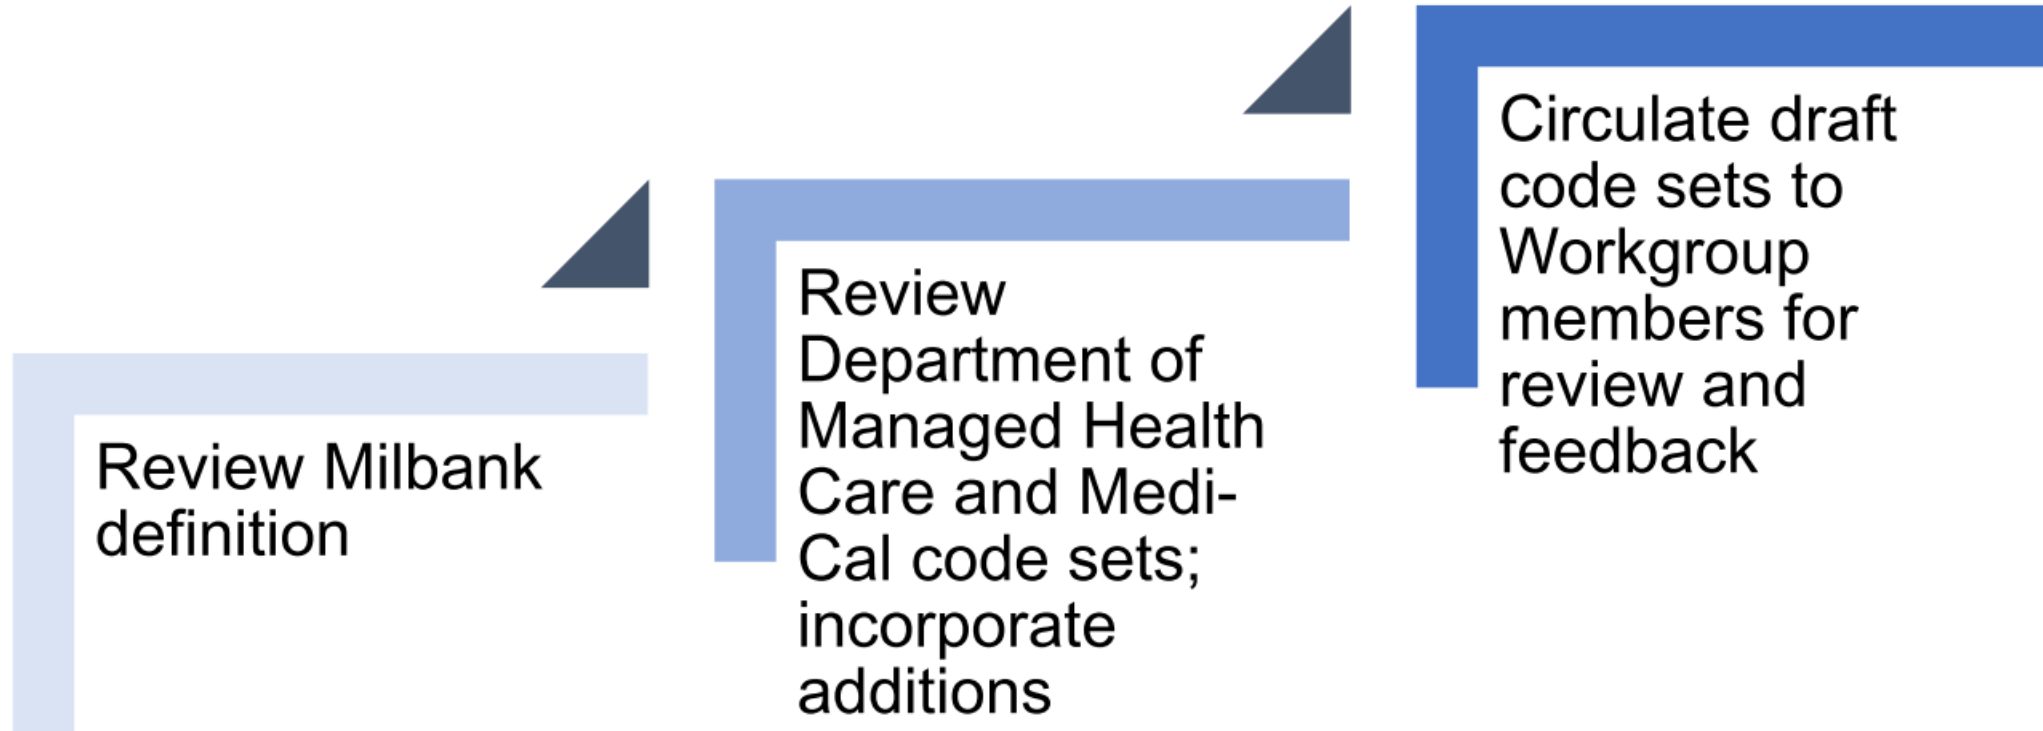 Review Milbank
definition
Review
Department of
Managed Health
Care and Medi-
Cal code sets;
incorporate
additions
Circulate draft
code sets to
Workgroup
members for
review and
feedback